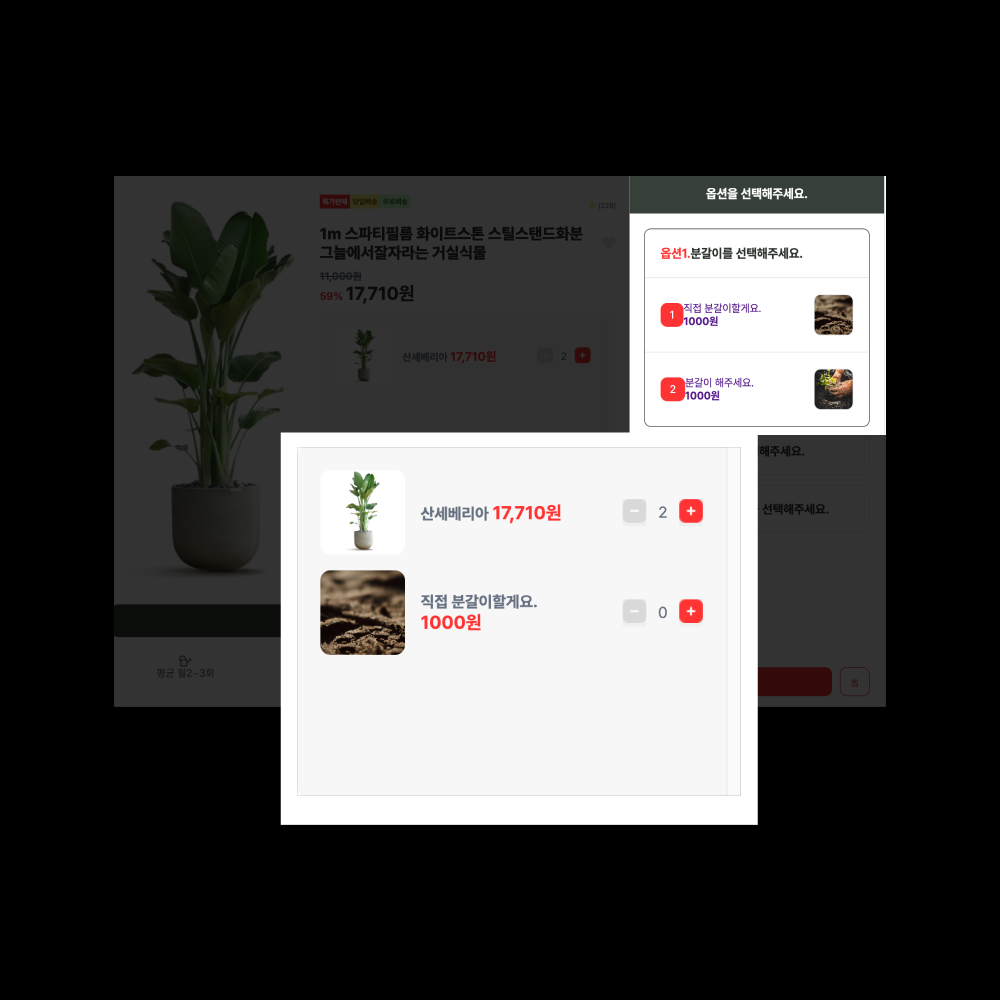 특가판매 당일배송 무료배송
(228)
1m 스파티필름 화이트스톤 스틸스탠드화분
그늘에서잘자라는 거실식물
11,000원
59% 17,710원
산세베리아 17,710원
2
평균 월2~3회
옵션을 선택해주세요.
옵션1.분갈이를 선택해주세요.
1
직접 분갈이할게요.
1000원
2
분갈이 해주세요.
1000원
해주세요.
선택해주세요.
찜
산세베리아 17,710원
2
직접 분갈이할게요.
1000원
0